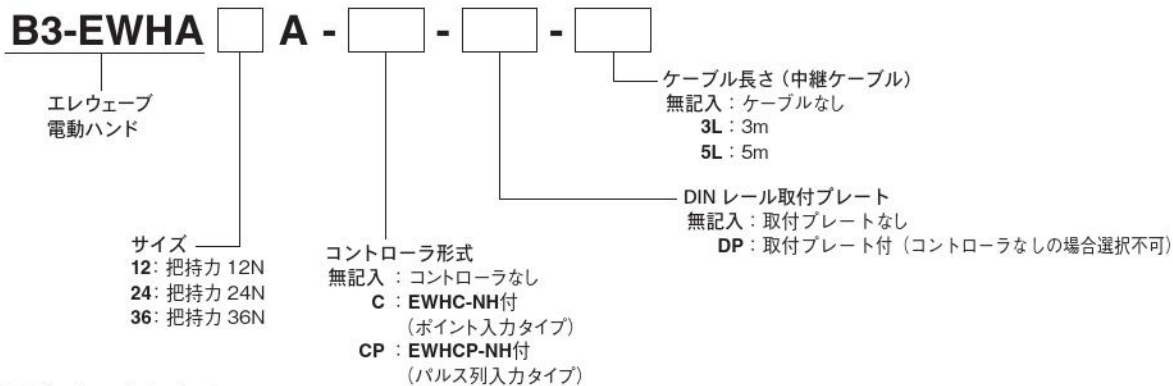 B3-EWHA□ A - □ - □ - □
エレウェーブ
電動ハンド
ケーブル長さ（中継ケーブル）
無記入：ケーブルなし
3L：3m
5L：5m
DIN レール取付プレート
無記入：取付プレートなし
DP：取付プレート付（コントローラなしの場合選択不可）
サイズ
12：把持力 12N
24：把持力 24N
36：把持力 36N
コントローラ形式
無記入：コントローラなし
C：EWHC-NH付
（ポイント入力タイプ）
CP：EWHCP-NH付
（パルス列入力タイプ）